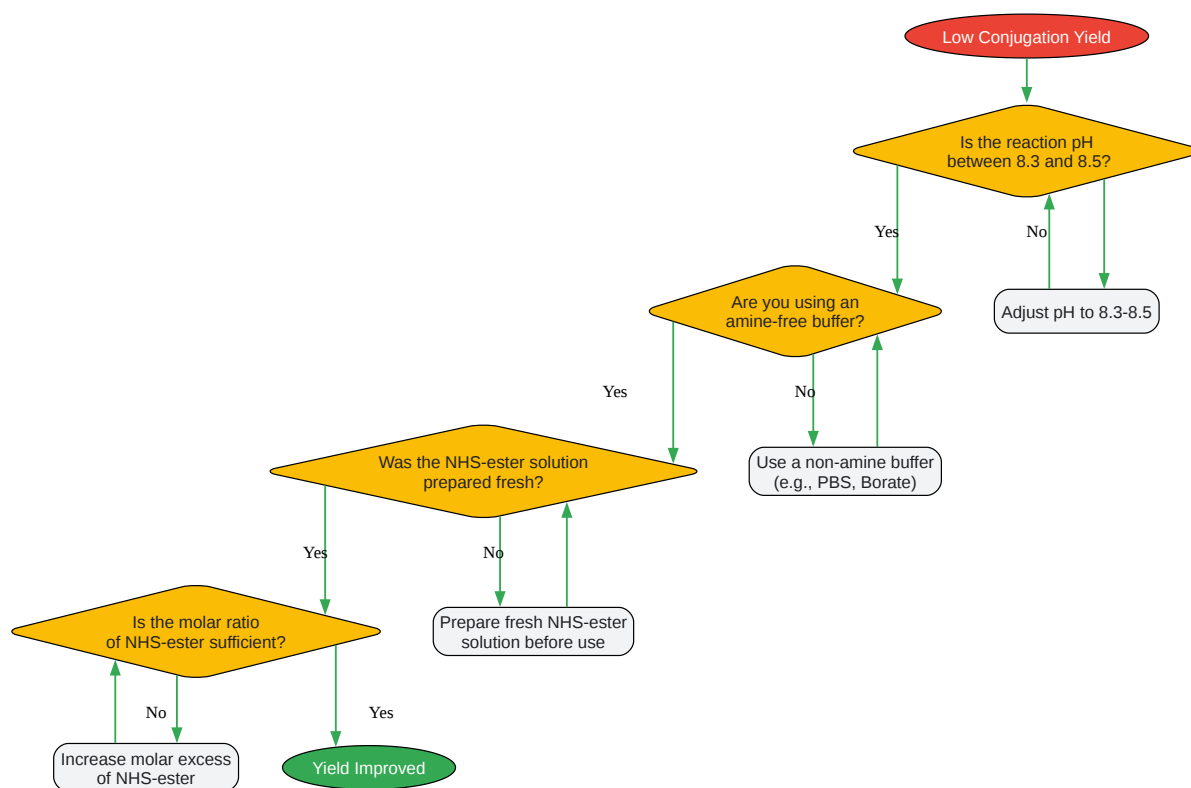 Low Conjugation Yield
Is the reaction pH
between 8.3 and 8.5?
Yes
No
Adjust pH to 8.3-8.5
Are you using an
amine-free buffer?
Yes
No
Use a non-amine buffer
(e.g., PBS, Borate)
Was the NHS-ester solution
prepared fresh?
Yes
No
Prepare fresh NHS-ester
solution before use
Is the molar ratio
of NHS-ester sufficient?
No
Yes
Increase molar excess
of NHS-ester
Yield Improved